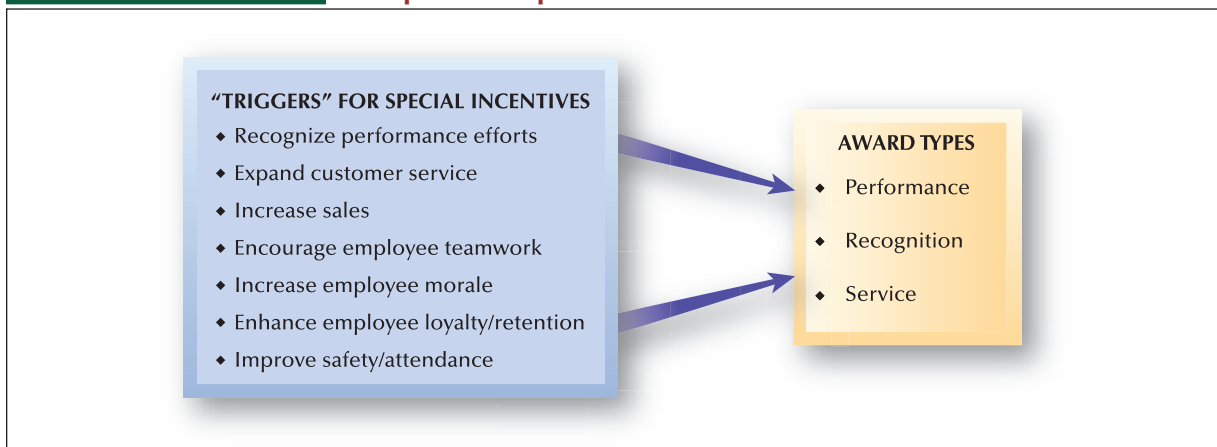 “TRIGGERS” FOR SPECIAL INCENTIVES
◆ Recognize performance efforts
◆ Expand customer service
◆ Increase sales
◆ Encourage employee teamwork
◆ Increase employee morale
◆ Enhance employee loyalty/retention
◆ Improve safety/attendance
AWARD TYPES
◆ Performance
◆ Recognition
◆ Service